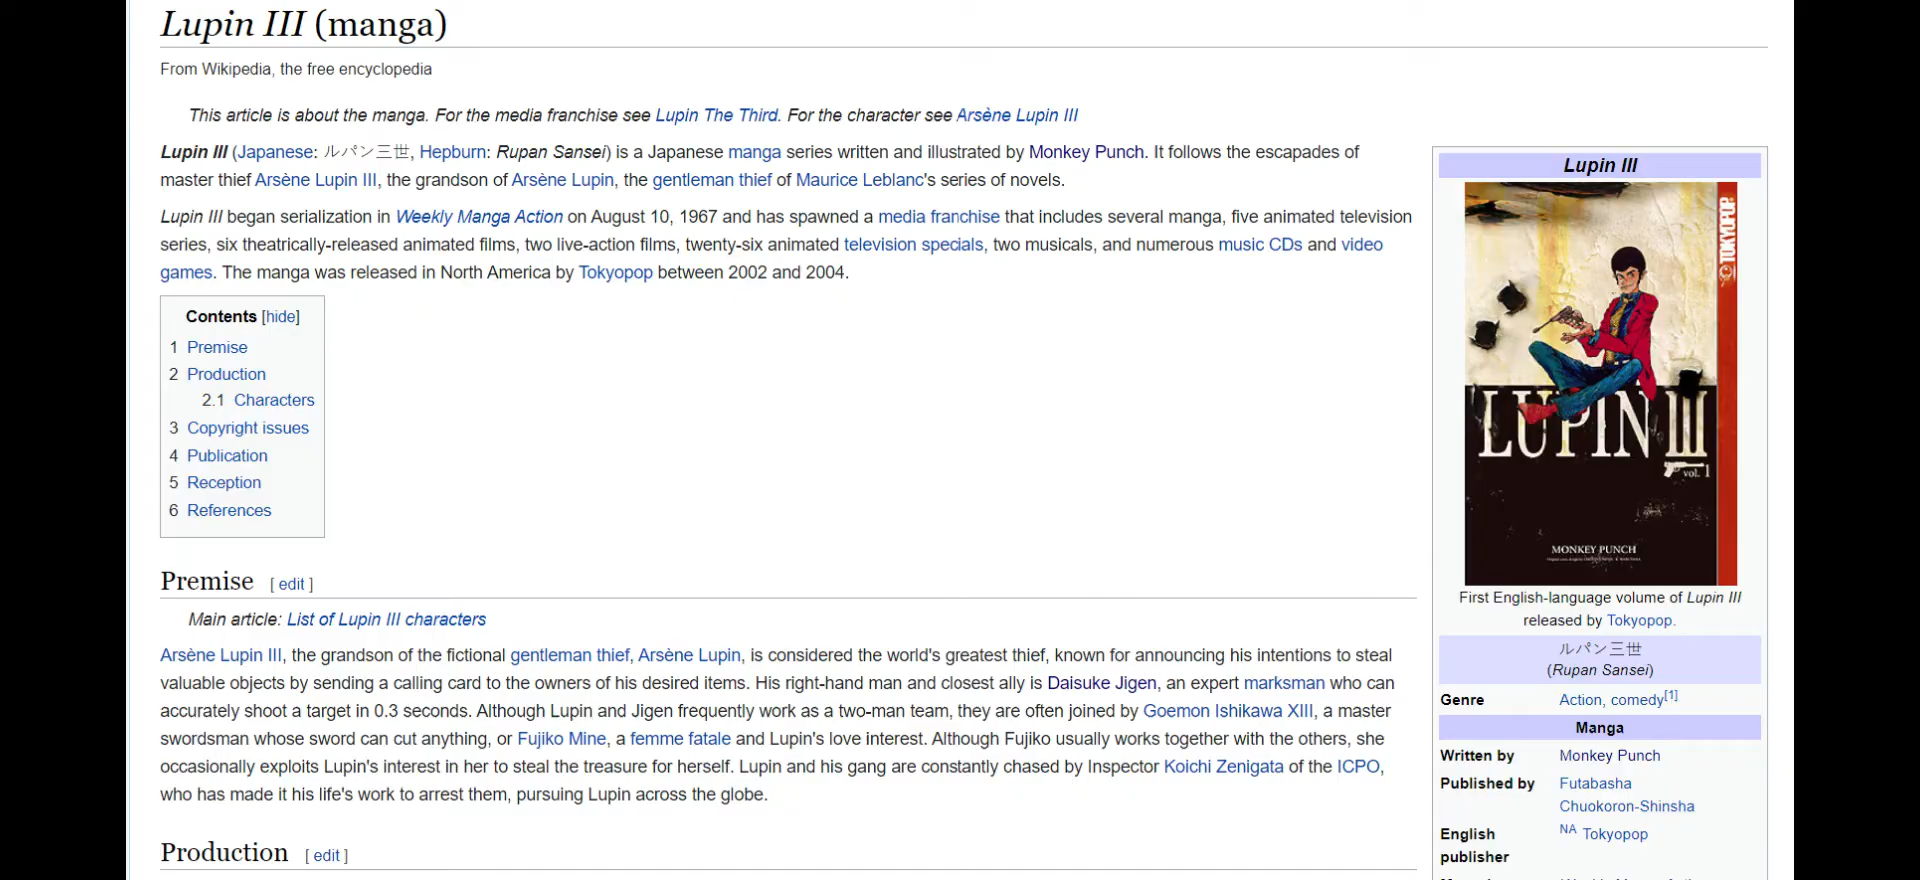 Lupin III (manga)
From Wikipedia, the free encyclopedia
This article is about the manga. For the media franchise see Lupin The Third. For the character see Arsène Lupin III
Lupin III (Japanese: ルパン三世, Hepburn: Rupan Sansei) is a Japanese manga series written and illustrated by Monkey Punch. It follows the escapades of
master thief Arsène Lupin III, the grandson of Arsène Lupin, the gentleman thief of Maurice Leblanc's series of novels.
Lupin III began serialization in Weekly Manga Action on August 10, 1967 and has spawned a media franchise that includes several manga, five animated television
series, six theatrically-released animated films, two live-action films, twenty-six animated television specials, two musicals, and numerous music CDs and video
games. The manga was released in North America by Tokyopop between 2002 and 2004.
Contents [hide]
1 Premise
2 Production
2.1 Characters
3 Copyright issues
4 Publication
5 Reception
6 References
Premise [ edit ]
Main article: List of Lupin III characters
Arsène Lupin III, the grandson of the fictional gentleman thief, Arsène Lupin, is considered the world's greatest thief, known for announcing his intentions to steal
valuable objects by sending a calling card to the owners of his desired items. His right-hand man and closest ally is Daisuke Jigen, an expert marksman who can
accurately shoot a target in 0.3 seconds. Although Lupin and Jigen frequently work as a two-man team, they are often joined by Goemon Ishikawa XIII, a master
swordsman whose sword can cut anything, or Fujiko Mine, a femme fatale and Lupin's love interest. Although Fujiko usually works together with the others, she
occasionally exploits Lupin's interest in her to steal the treasure for herself. Lupin and his gang are constantly chased by Inspector Koichi Zenigata of the ICPO,
who has made it his life's work to arrest them, pursuing Lupin across the globe.
Production [ edit ]
Lupin III
TOKYOPOP
LUPIN III
vol. 1
MONKEY PUNCH
First English-language volume of Lupin III
released by Tokyopop.
ルパン三世
(Rupan Sansei)
Genre Action, comedy[1]
Manga
Written by Monkey Punch
Published by Futabasha
Chuokoron-Shinsha
English NA Tokyopop
publisher